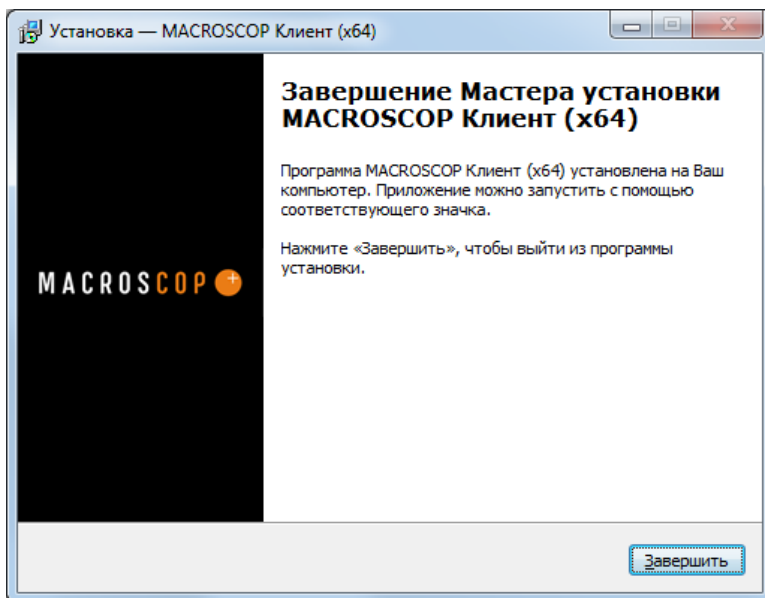 Установка — MACROSCOP Клиент (x64)
Завершение Мастера установки
MACROSCOP Клиент (x64)
Программа MACROSCOP Клиент (x64) установлена на Ваш
компьютер. Приложение можно запустить с помощью
соответствующего значка.
Нажмите «Завершить», чтобы выйти из программы
установки.
MACROSCOP
Завершить